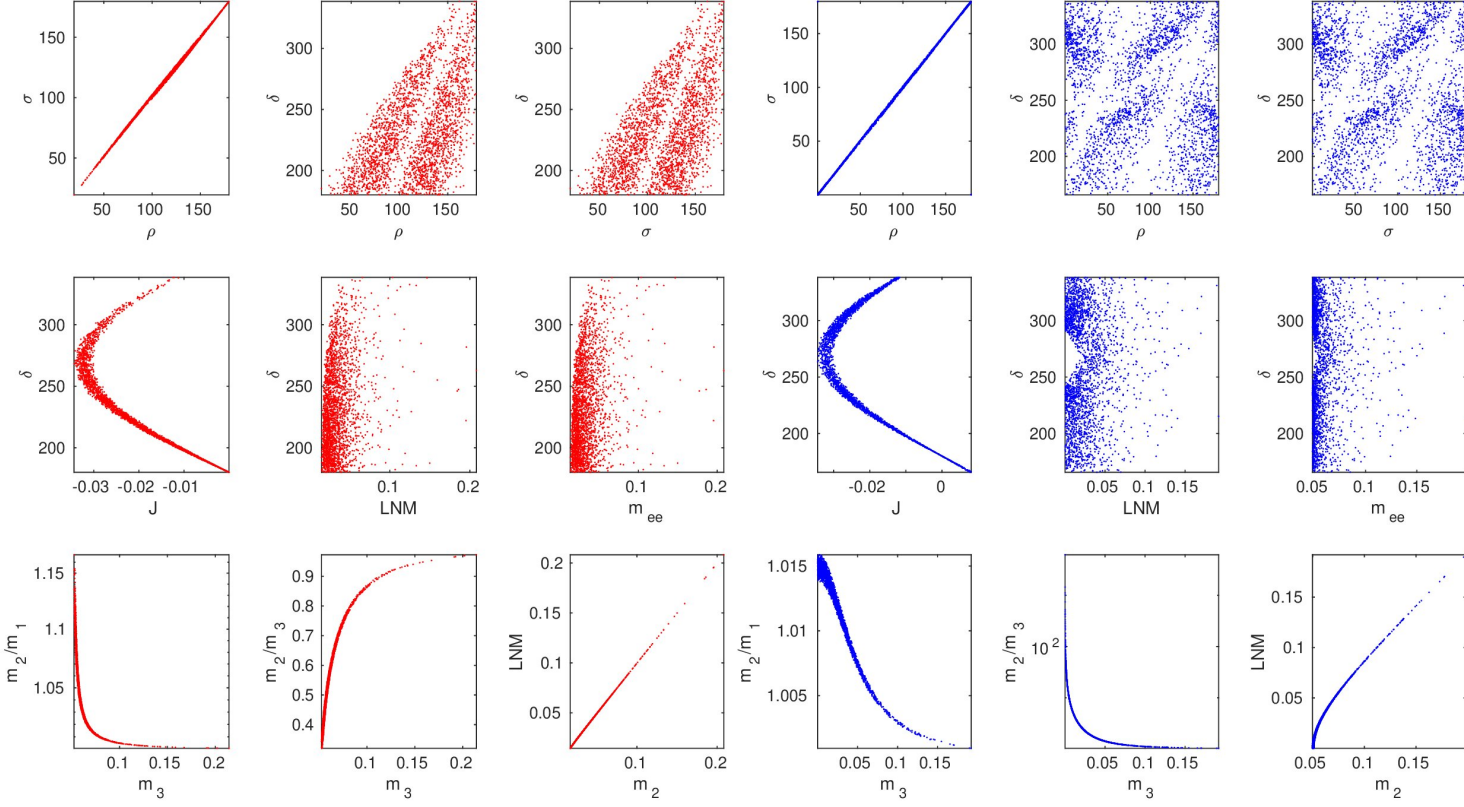 σ 150 100 50 50 100 150 ρ
δ 300 250 200 50 100 150 ρ
δ 300 250 200 50 100 150 σ
σ 150 100 50 50 100 150 ρ
δ 300 250 200 50 100 150 ρ
δ 300 250 200 50 100 150 σ
δ 300 250 200 -0.03 -0.02 -0.01 J
δ 300 250 200 0.1 0.2 LNM
δ 300 250 200 0.1 0.2 m ee
δ 300 250 200 -0.02 0 J
δ 300 250 200 0.05 0.1 0.15 LNM
δ 300 250 200 0.05 0.1 0.15 m ee
m 2/m 1 1.15 1.1 1.05 0.1 0.2 m 3
m 2/m 3 0.9 0.8 0.7 0.6 0.5 0.4 0.1 0.2 m 3
LNM 0.2 0.15 0.1 0.05 0.1 0.2 m 2
m 2/m 1 1.015 1.01 1.005 0.05 0.1 0.15 m 3
m 2/m 3 10 2 0.05 0.1 0.15 m 3
LNM 0.15 0.1 0.05 0.05 0.1 0.15 m 2